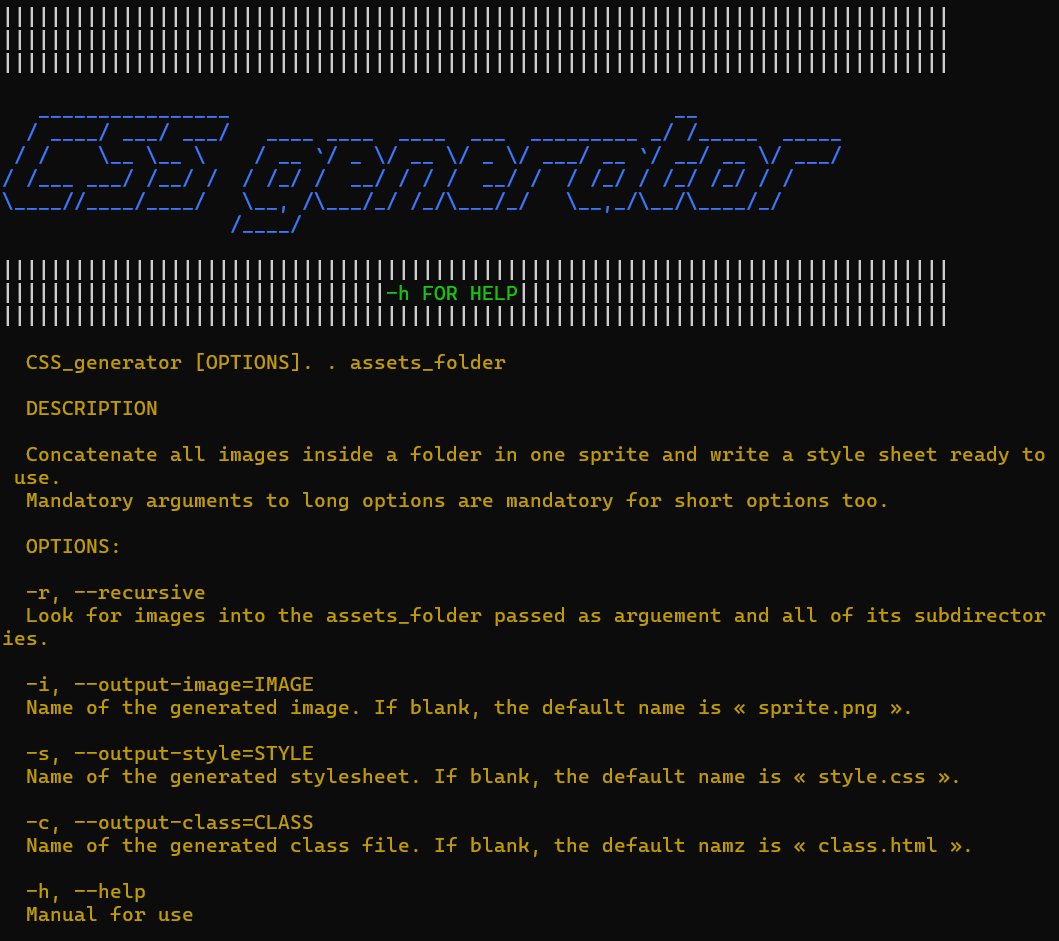 CSS generator
-h FOR HELP
CSS_generator [OPTIONS]. . assets_folder
DESCRIPTION
Concatenate all images inside a folder in one sprite and write a style sheet ready to
use.
Mandatory arguments to long options are mandatory for short options too.
OPTIONS:
-r, --recursive
Look for images into the assets_folder passed as arguement and all of its subdirector
ies.
-i, --output-image=IMAGE
Name of the generated image. If blank, the default name is « sprite.png ».
-s, --output-style=STYLE
Name of the generated stylesheet. If blank, the default name is « style.css ».
-c, --output-class=CLASS
Name of the generated class file. If blank, the default namz is « class.html ».
-h, --help
Manual for use